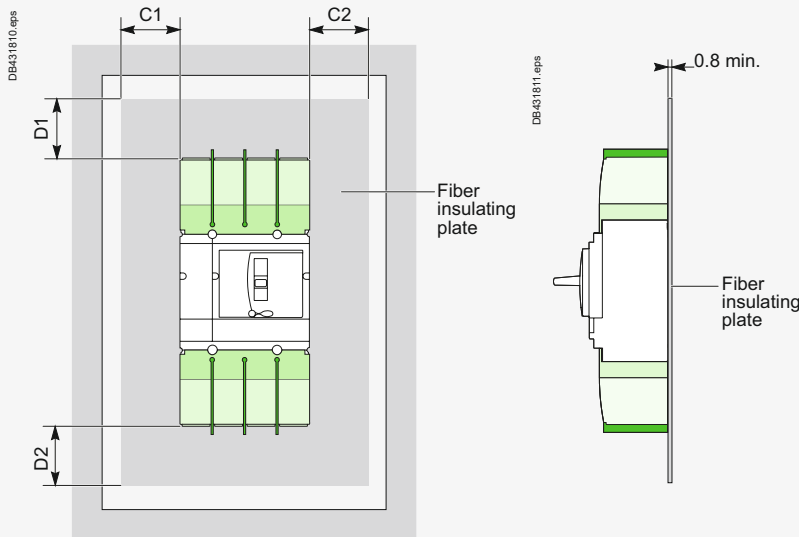 DB431810.eps
C1
C2
D1
Fiber
insulating
plate
D2
DB431811.eps
0.8 min.
Fiber
insulating
plate